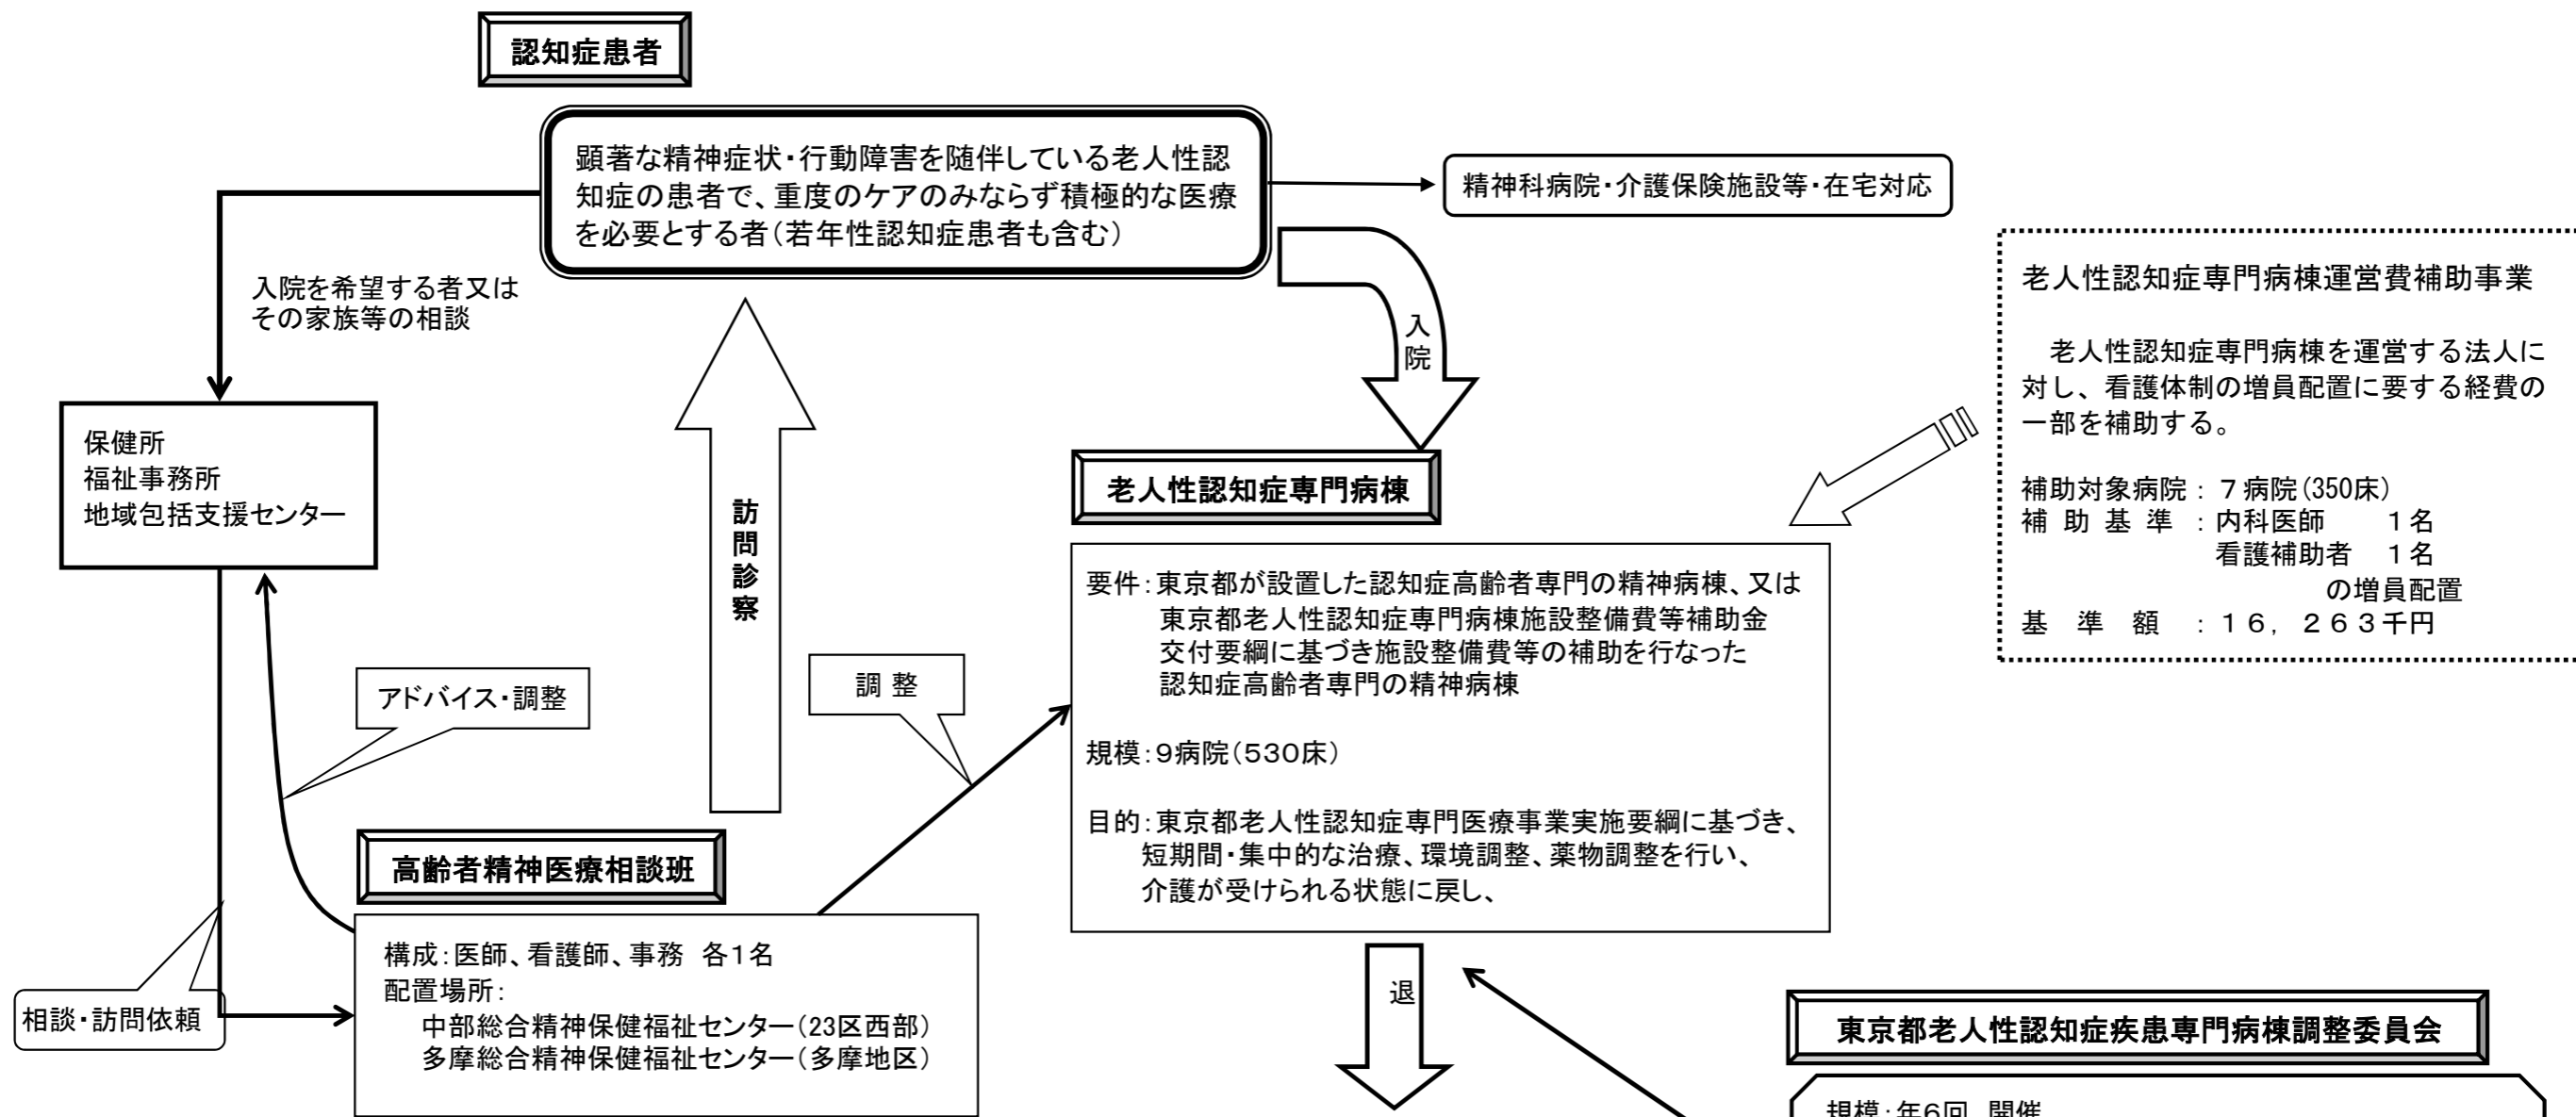 認知症患者
顕著な精神症状・行動障害を随伴している老人性認
知症の患者で、重度のケアのみならず積極的な医療
を必要とする者（若年性認知症患者も含む）
精神科病院・介護保険施設等・在宅対応
入院を希望する者又は
その家族等の相談
入院
老人性認知症専門病棟運営費補助事業
　老人性認知症専門病棟を運営する法人に
対し、看護体制の増員配置に要する経費の
一部を補助する。
補助対象病院：７病院(350床)
補 助 基 準 ：内科医師　　１名
看護補助者　１名
の増員配置
基　準　額　：１６，２６３千円
保健所
福祉事務所
地域包括支援センター
訪問診察
老人性認知症専門病棟
要件：東京都が設置した認知症高齢者専門の精神病棟、又は
東京都老人性認知症専門病棟施設整備費等補助金
交付要綱に基づき施設整備費等の補助を行なった
認知症高齢者専門の精神病棟
規模：９病院（５３０床）
目的：東京都老人性認知症専門医療事業実施要綱に基づき、
短期間・集中的な治療、環境調整、薬物調整を行い、
介護が受けられる状態に戻し、
アドバイス・調整
調 整
高齢者精神医療相談班
構成：医師、看護師、事務　各１名
配置場所：
中部総合精神保健福祉センター（23区西部）
多摩総合精神保健福祉センター（多摩地区）
相談・訪問依頼
退
東京都老人性認知症疾患専門病棟調整委員会
規模：年６回　開催